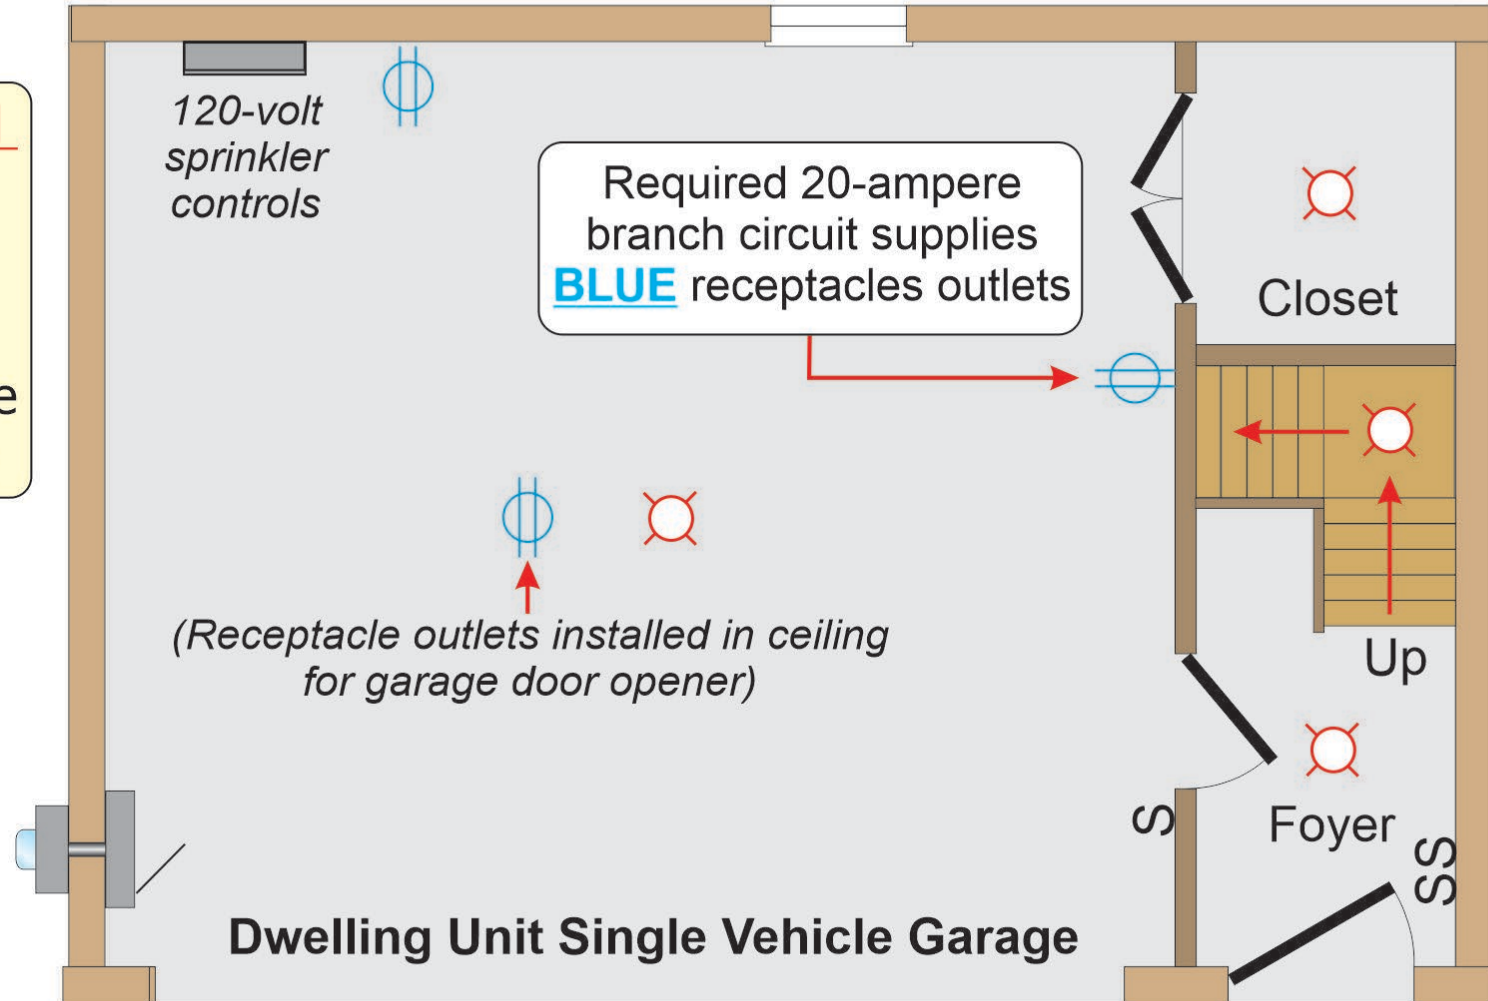 120-volt
sprinkler
controls
Required 20-ampere
branch circuit supplies
BLUE receptacles outlets
Closet
(Receptacle outlets installed in ceiling
for garage door opener)
Up
S
Foyer
SS
Dwelling Unit Single Vehicle Garage
e